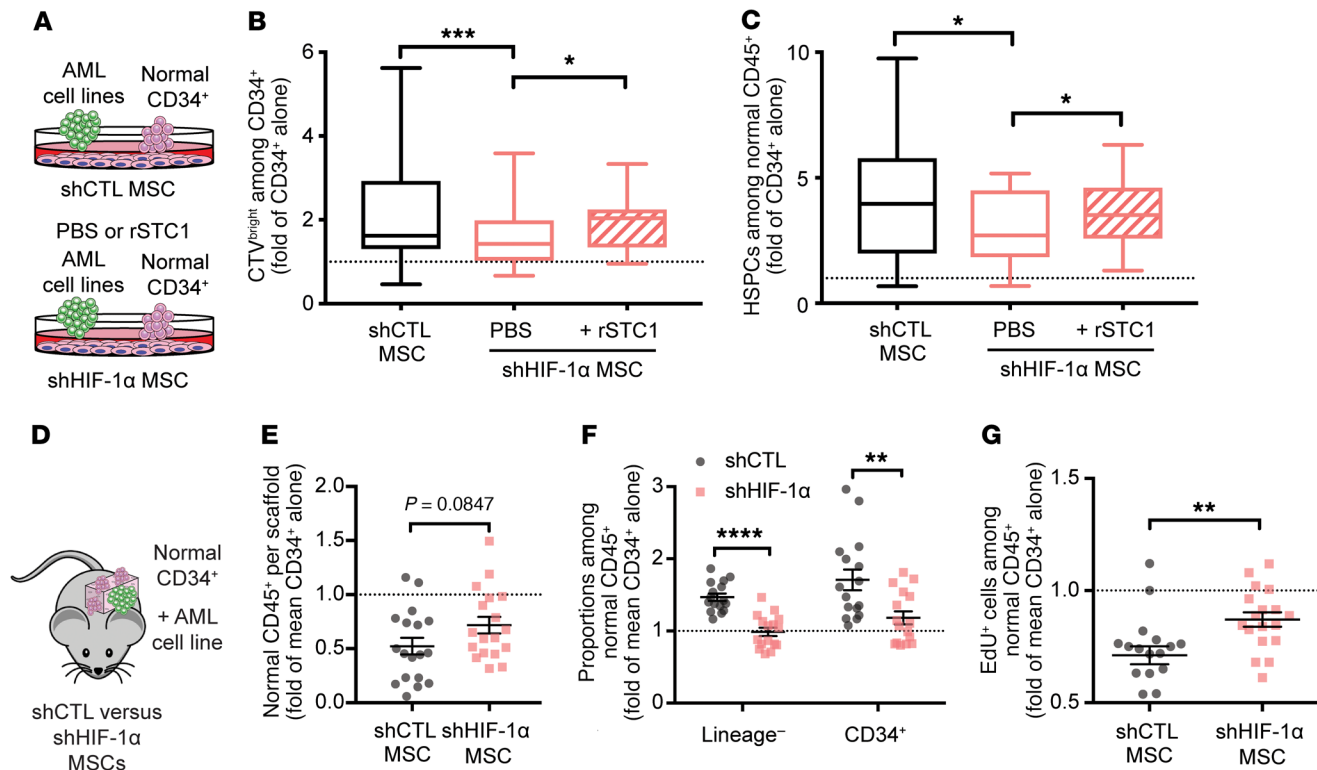 A
AML
cell lines
Normal
CD34⁺
shCTL MSC
PBS or rSTC1
AML
cell lines
Normal
CD34⁺
shHIF-1α MSC
B
CTVᵇʳⁱᵍʰᵗ among CD34⁺
(fold of CD34⁺ alone)
6
4
2
0
***
*
shCTL
MSC
PBS
+ rSTC1
shHIF-1α MSC
C
HSPCs among normal CD45⁺
(fold of CD34⁺ alone)
10
5
0
*
*
shCTL
MSC
PBS
+ rSTC1
shHIF-1α MSC
D
Normal
CD34⁺
+ AML
cell line
shCTL versus
shHIF-1α
MSCs
E
Normal CD45⁺ per scaffold
(fold of mean CD34⁺ alone)
2.0
1.5
1.0
0.5
0.0
P = 0.0847
shCTL
MSC
shHIF-1α
MSC
F
shCTL
shHIF-1α
Proportions among
normal CD45⁺
(fold of mean CD34⁺ alone)
3
2
1
0
****
**
Lineage⁻
CD34⁺
G
EdU⁺ cells among
normal CD45⁺
(fold of mean CD34⁺ alone)
1.5
1.0
0.5
**
shCTL
MSC
shHIF-1α
MSC